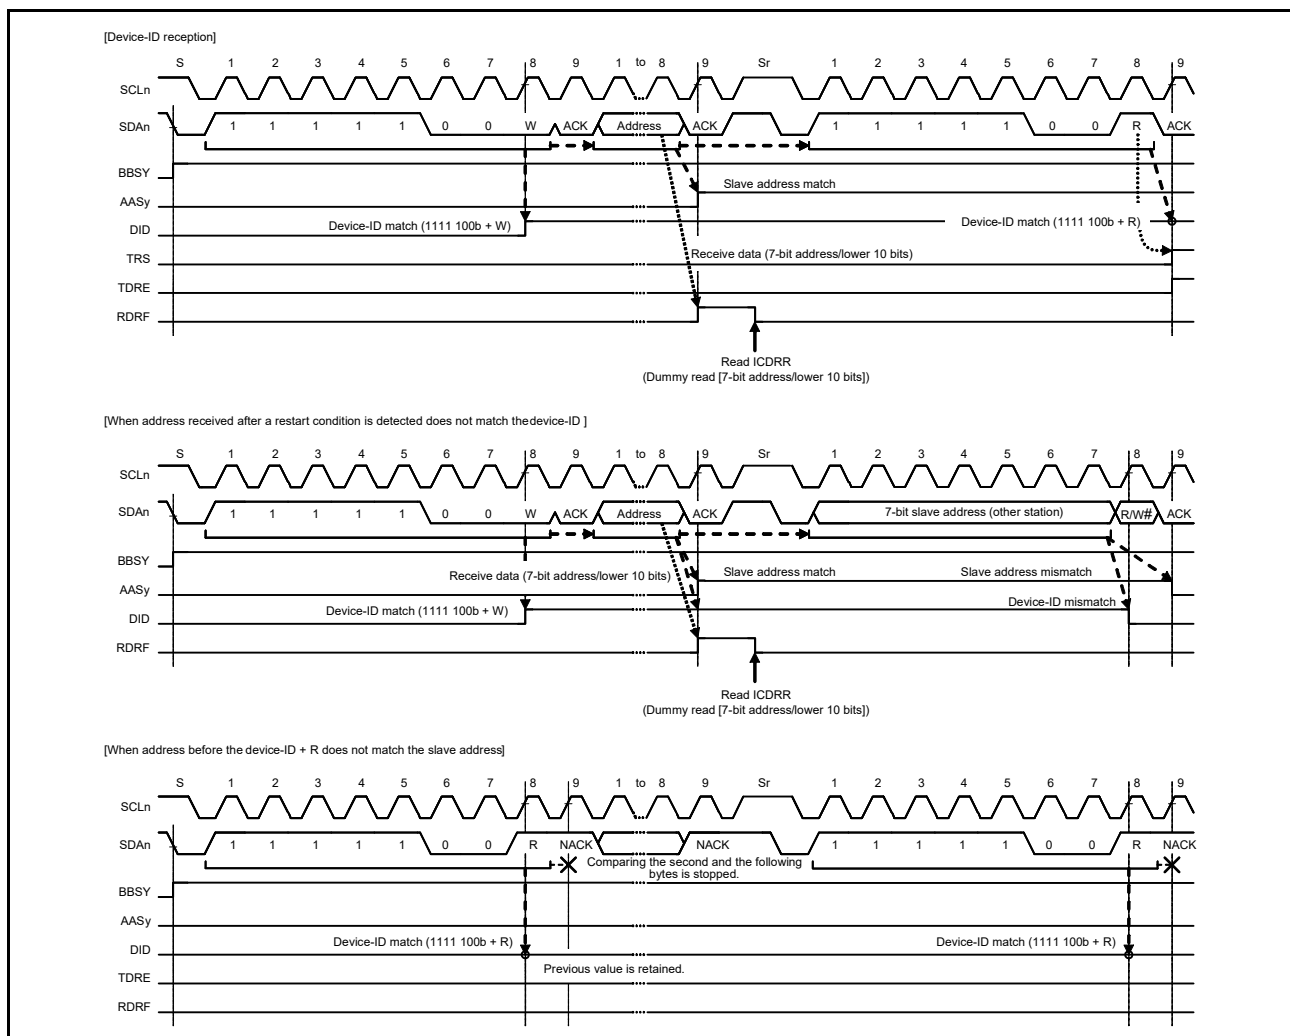 [Device-ID reception]
S 1 2 3 4 5 6 7 8 9 1 to 8 9 Sr 1 2 3 4 5 6 7 8 9
SCLn
SDAn 1 1 1 1 1 0 0 W ACK Address ACK 1 1 1 1 1 0 0 R ACK
BBSY
Slave address match
AASy
Device-ID match (1111 100b + W) Device-ID match (1111 100b + R)
DID
Receive data (7-bit address/lower 10 bits)
TRS
TDRE
RDRF
Read ICDRR
(Dummy read [7-bit address/lower 10 bits])
[When address received after a restart condition is detected does not match thedevice-ID ]
S 1 2 3 4 5 6 7 8 9 1 to 8 9 Sr 1 2 3 4 5 6 7 8 9
SCLn
SDAn 1 1 1 1 1 0 0 W ACK Address ACK 7-bit slave address (other station) R/W# ACK
BBSY
Receive data (7-bit address/lower 10 bits) Slave address match Slave address mismatch
AASy
Device-ID match (1111 100b + W) Device-ID mismatch
DID
RDRF
Read ICDRR
(Dummy read [7-bit address/lower 10 bits])
[When address before the device-ID + R does not match the slave address]
S 1 2 3 4 5 6 7 8 9 1 to 8 9 Sr 1 2 3 4 5 6 7 8 9
SCLn
SDAn 1 1 1 1 1 0 0 R NACK NACK 1 1 1 1 1 0 0 R NACK
Comparing the second and the following
bytes is stopped.
BBSY
AASy
Device-ID match (1111 100b + R) Device-ID match (1111 100b + R)
DID
Previous value is retained.
TDRE
RDRF